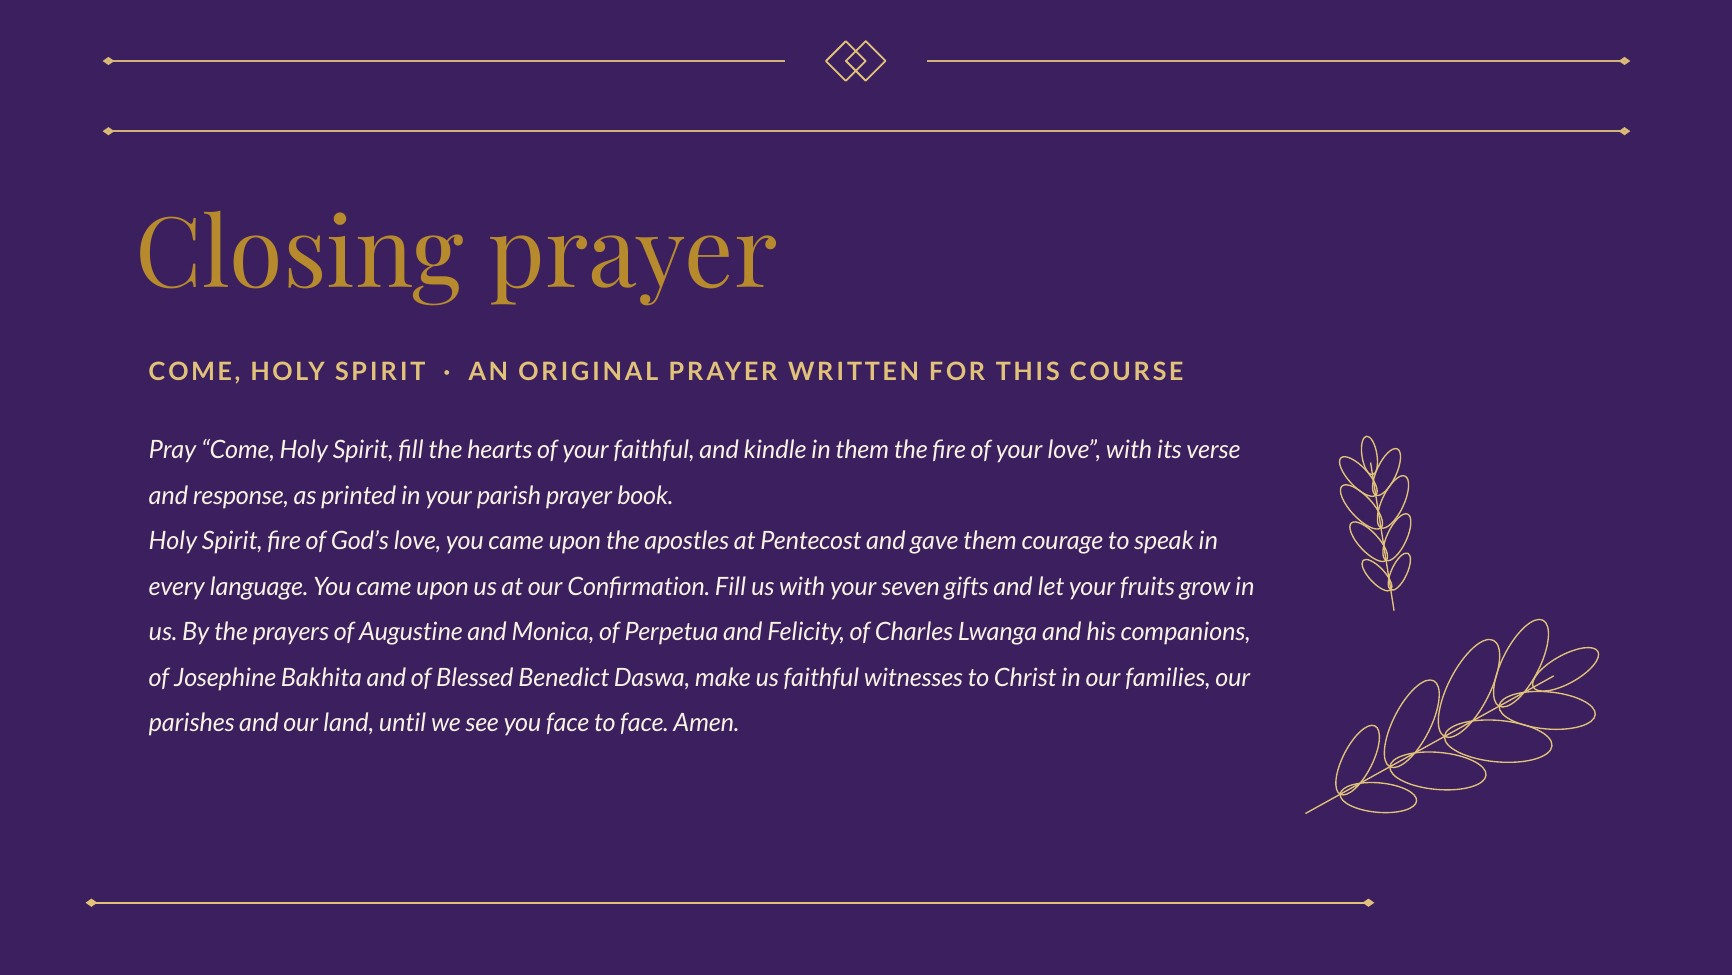 Closing prayer
COME, HOLY SPIRIT · AN ORIGINAL PRAYER WRITTEN FOR THIS COURSE
Pray “Come, Holy Spirit, fill the hearts of your faithful, and kindle in them the fire of your love”, with its verse
and response, as printed in your parish prayer book.
Holy Spirit, fire of God’s love, you came upon the apostles at Pentecost and gave them courage to speak in
every language. You came upon us at our Confirmation. Fill us with your seven gifts and let your fruits grow in
us. By the prayers of Augustine and Monica, of Perpetua and Felicity, of Charles Lwanga and his companions,
of Josephine Bakhita and of Blessed Benedict Daswa, make us faithful witnesses to Christ in our families, our
parishes and our land, until we see you face to face. Amen.